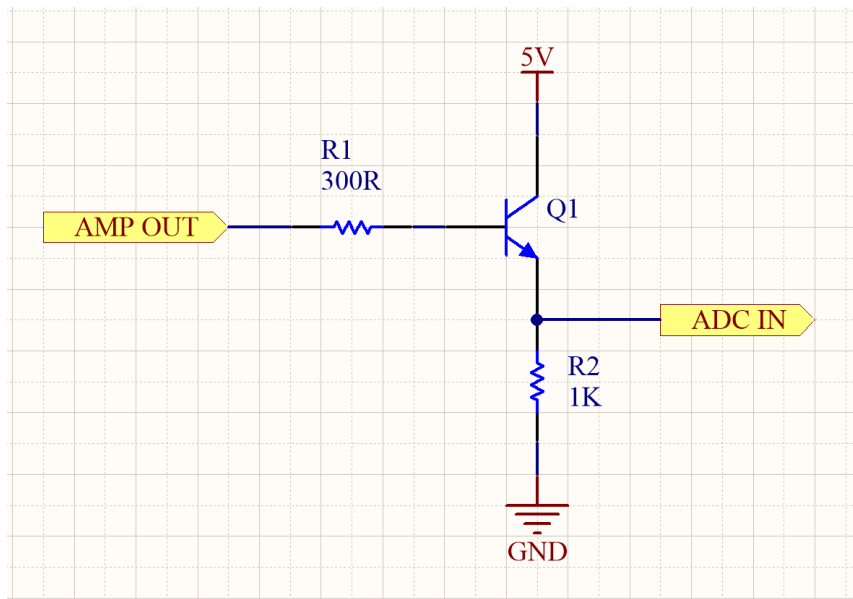 5V
R1
300R
Q1
AMP OUT
ADC IN
R2
1K
GND